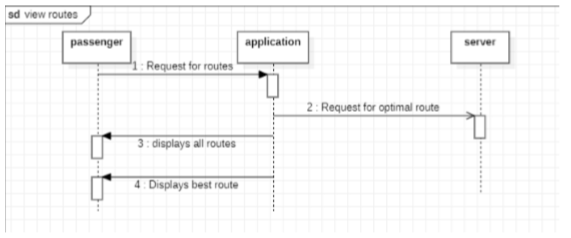 sd view routes
passenger
application
server
1 : Request for routes
2 : Request for optimal route
3 : displays all routes
4 : Displays best route